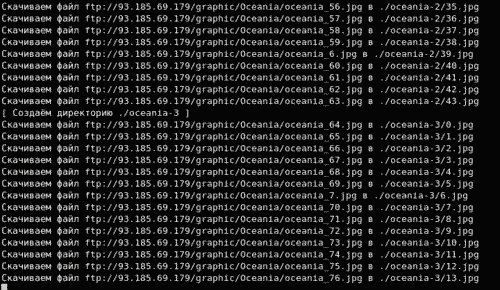 Скачиваем файл ftp://93.185.69.179/graphic/Oceania/oceania_56.jpg в ./oceania-2/35.jpg
Скачиваем файл ftp://93.185.69.179/graphic/Oceania/oceania_57.jpg в ./oceania-2/36.jpg
Скачиваем файл ftp://93.185.69.179/graphic/Oceania/oceania_58.jpg в ./oceania-2/37.jpg
Скачиваем файл ftp://93.185.69.179/graphic/Oceania/oceania_59.jpg в ./oceania-2/38.jpg
Скачиваем файл ftp://93.185.69.179/graphic/Oceania/oceania_6.jpg в ./oceania-2/39.jpg
Скачиваем файл ftp://93.185.69.179/graphic/Oceania/oceania_60.jpg в ./oceania-2/40.jpg
Скачиваем файл ftp://93.185.69.179/graphic/Oceania/oceania_61.jpg в ./oceania-2/41.jpg
Скачиваем файл ftp://93.185.69.179/graphic/Oceania/oceania_62.jpg в ./oceania-2/42.jpg
Скачиваем файл ftp://93.185.69.179/graphic/Oceania/oceania_63.jpg в ./oceania-2/43.jpg
[ Создаём директорию ./oceania-3 ]
Скачиваем файл ftp://93.185.69.179/graphic/Oceania/oceania_64.jpg в ./oceania-3/0.jpg
Скачиваем файл ftp://93.185.69.179/graphic/Oceania/oceania_65.jpg в ./oceania-3/1.jpg
Скачиваем файл ftp://93.185.69.179/graphic/Oceania/oceania_66.jpg в ./oceania-3/2.jpg
Скачиваем файл ftp://93.185.69.179/graphic/Oceania/oceania_67.jpg в ./oceania-3/3.jpg
Скачиваем файл ftp://93.185.69.179/graphic/Oceania/oceania_68.jpg в ./oceania-3/4.jpg
Скачиваем файл ftp://93.185.69.179/graphic/Oceania/oceania_69.jpg в ./oceania-3/5.jpg
Скачиваем файл ftp://93.185.69.179/graphic/Oceania/oceania_7.jpg в ./oceania-3/6.jpg
Скачиваем файл ftp://93.185.69.179/graphic/Oceania/oceania_70.jpg в ./oceania-3/7.jpg
Скачиваем файл ftp://93.185.69.179/graphic/Oceania/oceania_71.jpg в ./oceania-3/8.jpg
Скачиваем файл ftp://93.185.69.179/graphic/Oceania/oceania_72.jpg в ./oceania-3/9.jpg
Скачиваем файл ftp://93.185.69.179/graphic/Oceania/oceania_73.jpg в ./oceania-3/10.jpg
Скачиваем файл ftp://93.185.69.179/graphic/Oceania/oceania_74.jpg в ./oceania-3/11.jpg
Скачиваем файл ftp://93.185.69.179/graphic/Oceania/oceania_75.jpg в ./oceania-3/12.jpg
Скачиваем файл ftp://93.185.69.179/graphic/Oceania/oceania_76.jpg в ./oceania-3/13.jpg